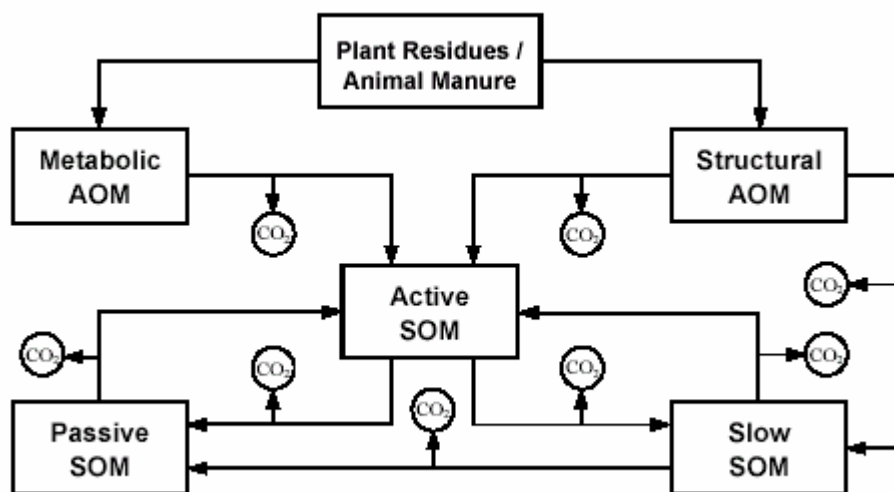 Plant Residues /
Animal Manure
Metabolic
AOM
Structural
AOM
CO₂
CO₂
Active
SOM
CO₂
CO₂
CO₂
CO₂
CO₂
CO₂
Passive
SOM
Slow
SOM